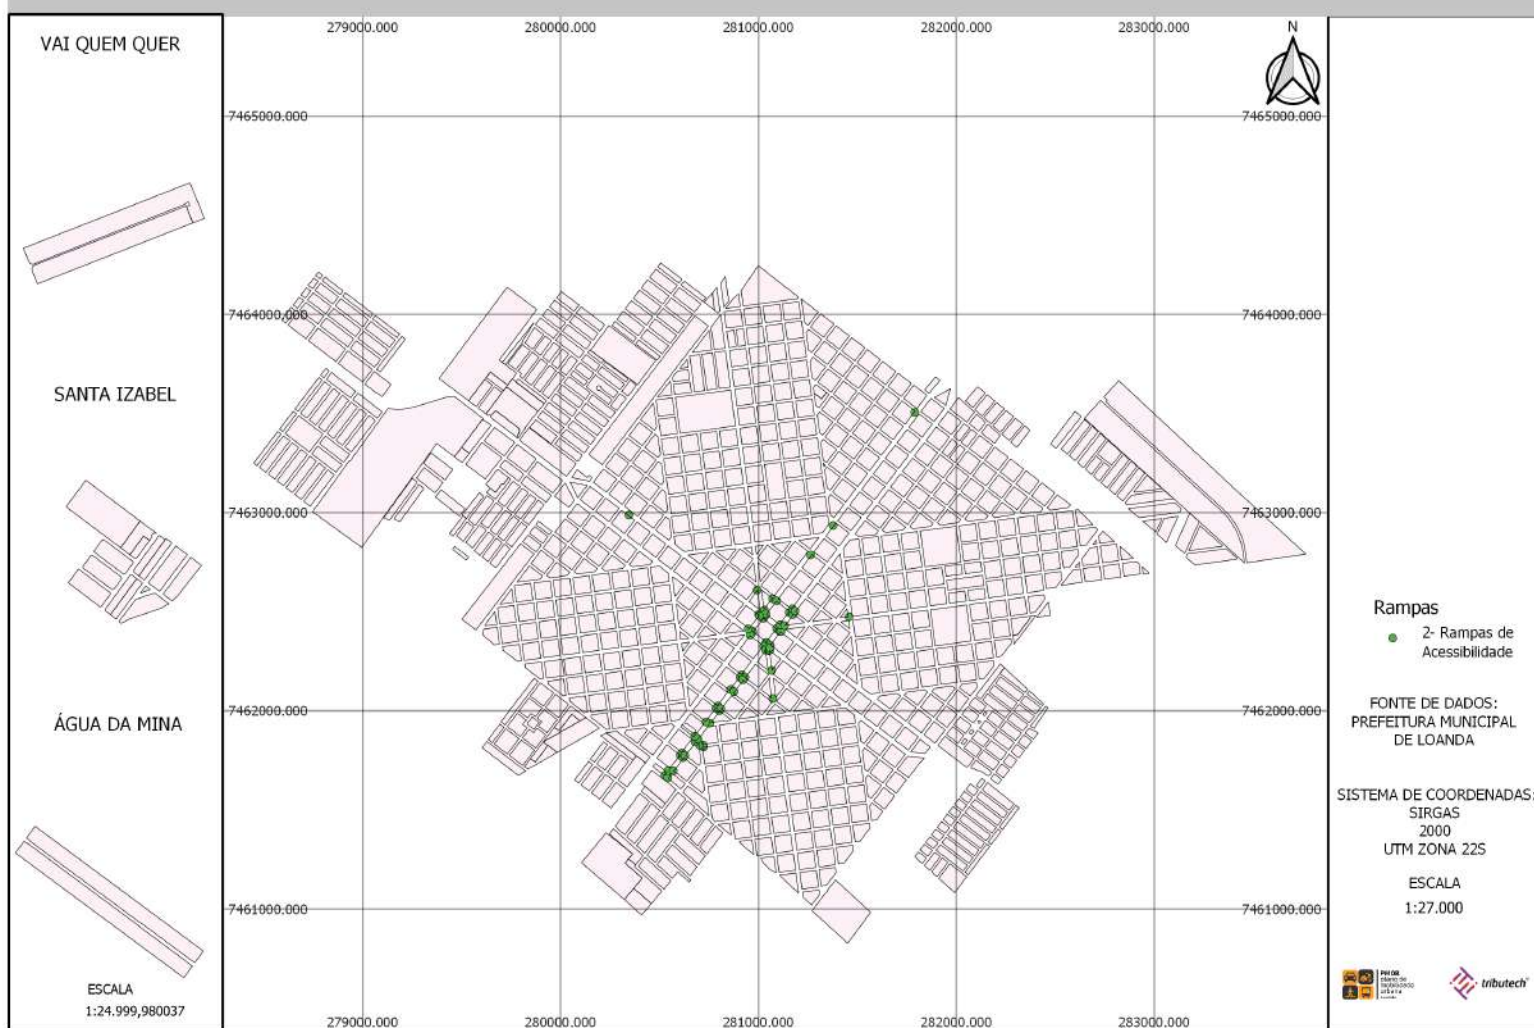 VAI QUEM QUER
SANTA IZABEL
ÁGUA DA MINA
ESCALA
1:24.999,980037
279000.000 280000.000 281000.000 282000.000 283000.000
N
7465000.000 7465000.000
7464000.000 7464000.000
7463000.000 7463000.000
7462000.000 7462000.000
7461000.000 7461000.000
279000.000 280000.000 281000.000 282000.000 283000.000
Rampas
2- Rampas de
Acessibilidade
FONTE DE DADOS:
PREFEITURA MUNICIPAL
DE LOANDA
SISTEMA DE COORDENADAS:
SIRGAS
2000
UTM ZONA 22S
ESCALA
1:27.000
plano de
mobilidade
urbana
tributech